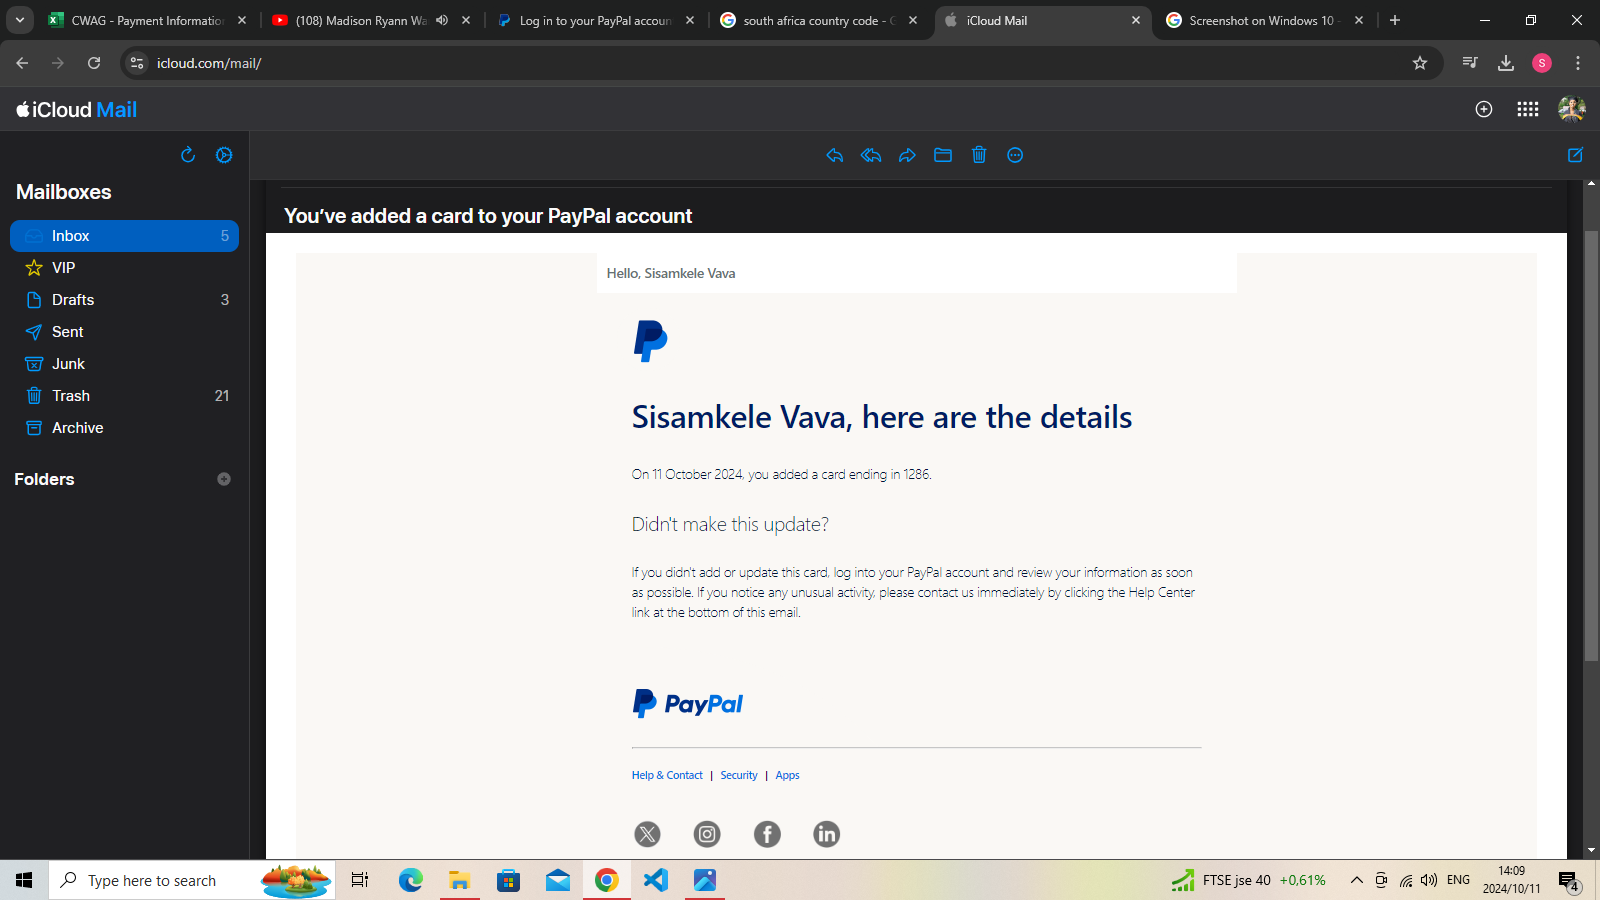 CWAG - Payment Informatio
(108) Madison Ryann Wa
Log in to your PayPal accoun
south africa country code - G
iCloud Mail
Screenshot on Windows 10 -
icloud.com/mail/
S
iCloud Mail
Mailboxes
Inbox 5
VIP
Drafts 3
Sent
Junk
Trash 21
Archive
Folders
You've added a card to your PayPal account
Hello, Sisamkele Vava
Sisamkele Vava, here are the details
On 11 October 2024, you added a card ending in 1286.
Didn't make this update?
If you didn't add or update this card, log into your PayPal account and review your information as soon
as possible. If you notice any unusual activity, please contact us immediately by clicking the Help Center
link at the bottom of this email.
PayPal
Help & Contact | Security | Apps
Type here to search
FTSE jse 40 +0,61%
ENG
14:09
2024/10/11
4